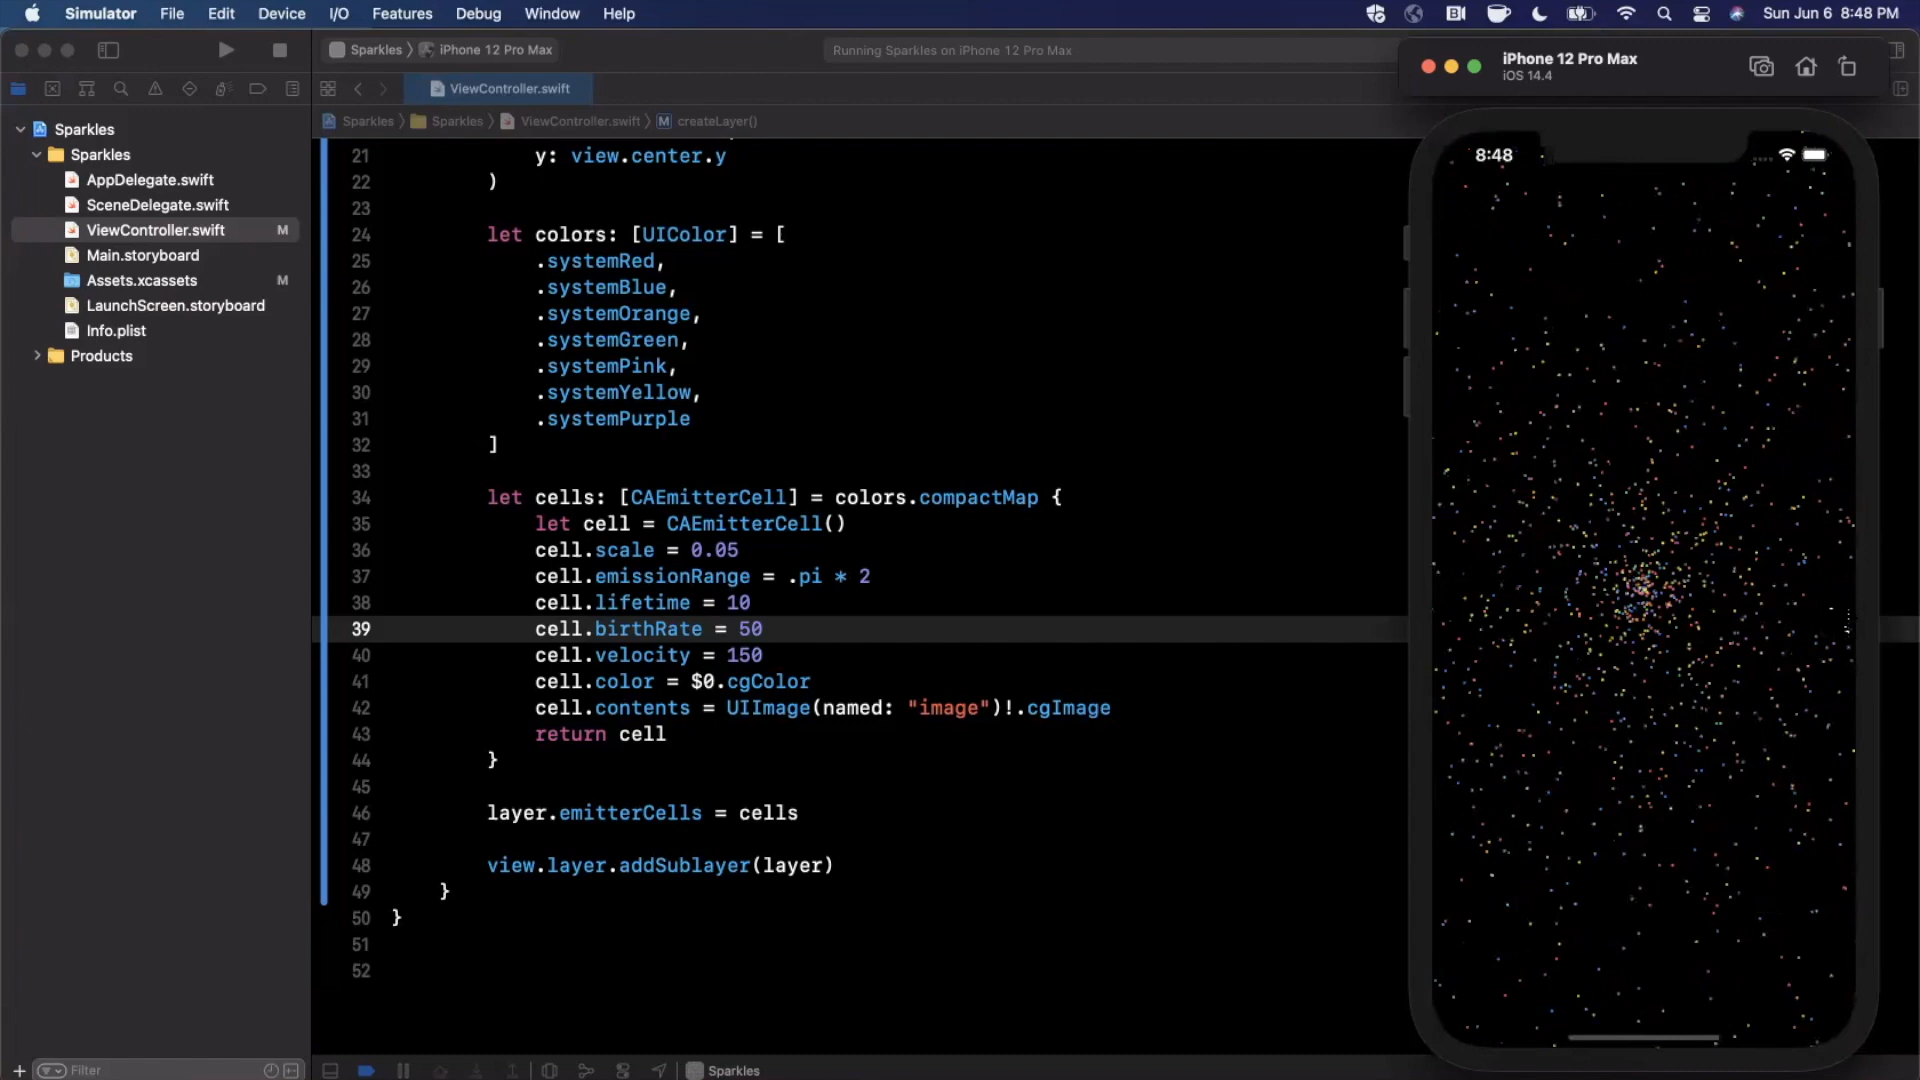 Simulator File Edit Device I/O Features Debug Window Help Sun Jun 6 8:48 PM
Sparkles iPhone 12 Pro Max Running Sparkles on iPhone 12 Pro Max
iPhone 12 Pro Max
iOS 14.4
ViewController.swift
Sparkles Sparkles ViewController.swift M createLayer()
Sparkles
Sparkles
AppDelegate.swift
SceneDelegate.swift
ViewController.swift M
Main.storyboard
Assets.xcassets M
LaunchScreen.storyboard
Info.plist
Products
21 y: view.center.y
22 )
23
24 let colors: [UIColor] = [
25 .systemRed,
26 .systemBlue,
27 .systemOrange,
28 .systemGreen,
29 .systemPink,
30 .systemYellow,
31 .systemPurple
32 ]
33
34 let cells: [CAEmitterCell] = colors.compactMap {
35 let cell = CAEmitterCell()
36 cell.scale = 0.05
37 cell.emissionRange = .pi * 2
38 cell.lifetime = 10
39 cell.birthRate = 50
40 cell.velocity = 150
41 cell.color = $0.cgColor
42 cell.contents = UIImage(named: "image")!.cgImage
43 return cell
44 }
45
46 layer.emitterCells = cells
47
48 view.layer.addSublayer(layer)
49 }
50 }
51
52
8:48
Filter
Sparkles